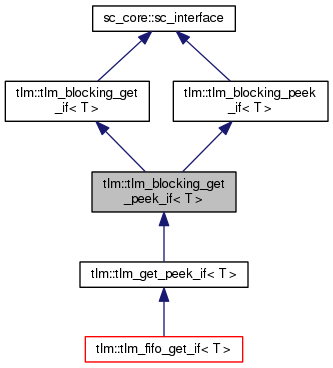 sc_core::sc_interface
tlm::tlm_blocking_get
_if< T >
tlm::tlm_blocking_peek
_if< T >
tlm::tlm_blocking_get
_peek_if< T >
tlm::tlm_get_peek_if< T >
tlm::tlm_fifo_get_if< T >